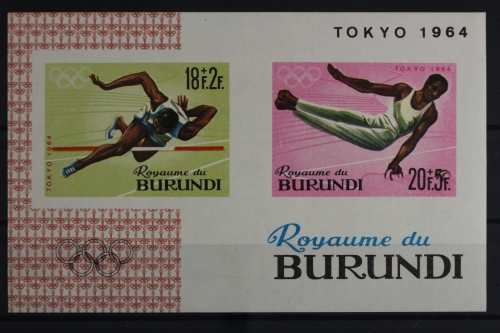 TOKYO 1964
18F.+2F.
TOKYO 1964
Royaume du
BURUNDI
TOKYO 1964
20F.+5F.
Royaume du
BURUNDI
Royaume du
BURUNDI